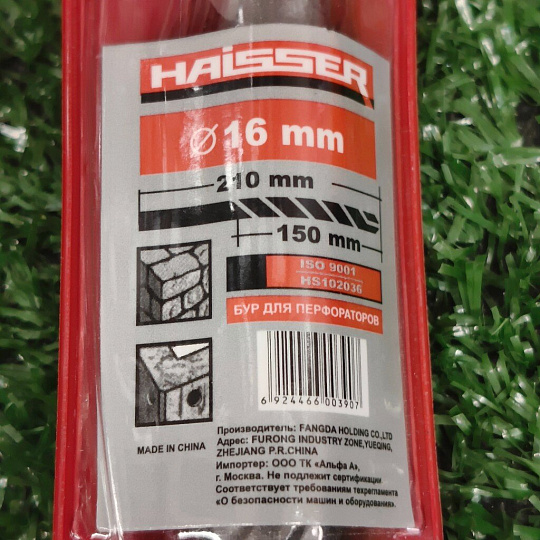 HAISSER
Ø 16 mm
210 mm
150 mm
ISO 9001
HS102036
БУР ДЛЯ ПЕРФОРАТОРОВ
6 924466 003907
MADE IN CHINA
Производитель: FANGDA HOLDING CO.,LTD
Адрес: FURONG INDUSTRY ZONE,YUEQING,
ZHEJIANG P.R.CHINA
Импортер: ООО ТК «Альфа А»,
г. Москва. Не подлежит сертификации
Соответствует требованиям техрегламента
«О безопасности машин и оборудования».